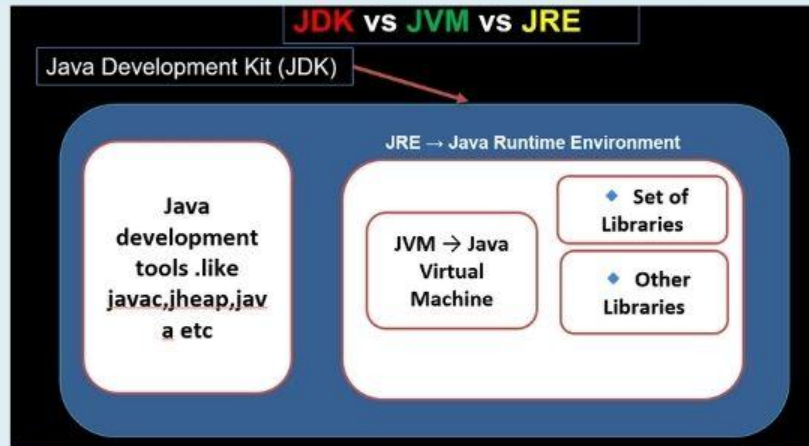 JDK vs JVM vs JRE
Java Development Kit (JDK)
JRE → Java Runtime Environment
Java
development
tools .like
javac,jheap,jav
a etc
JVM → Java
Virtual
Machine
Set of
Libraries
Other
Libraries